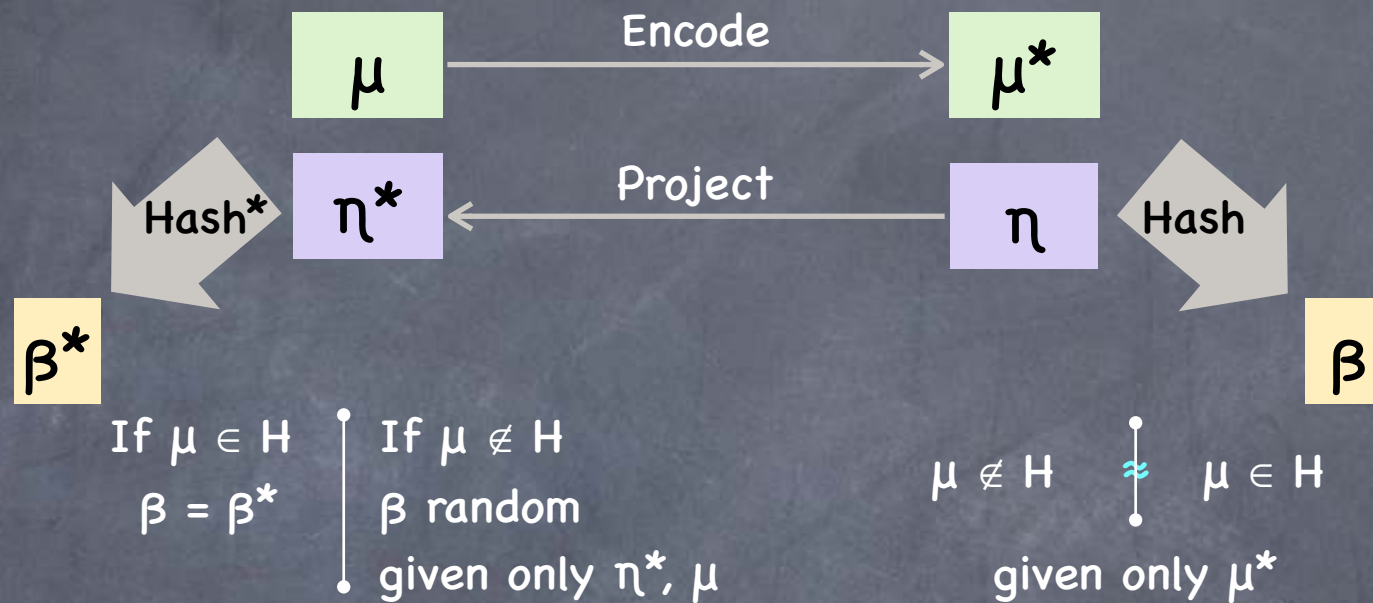 Encode
μ
μ*
Project
Hash*
η*
η
Hash
β*
β
If μ ∈ H
β = β*
If μ ∉ H
β random
given only η*, μ
μ ∉ H
≈
μ ∈ H
given only μ*